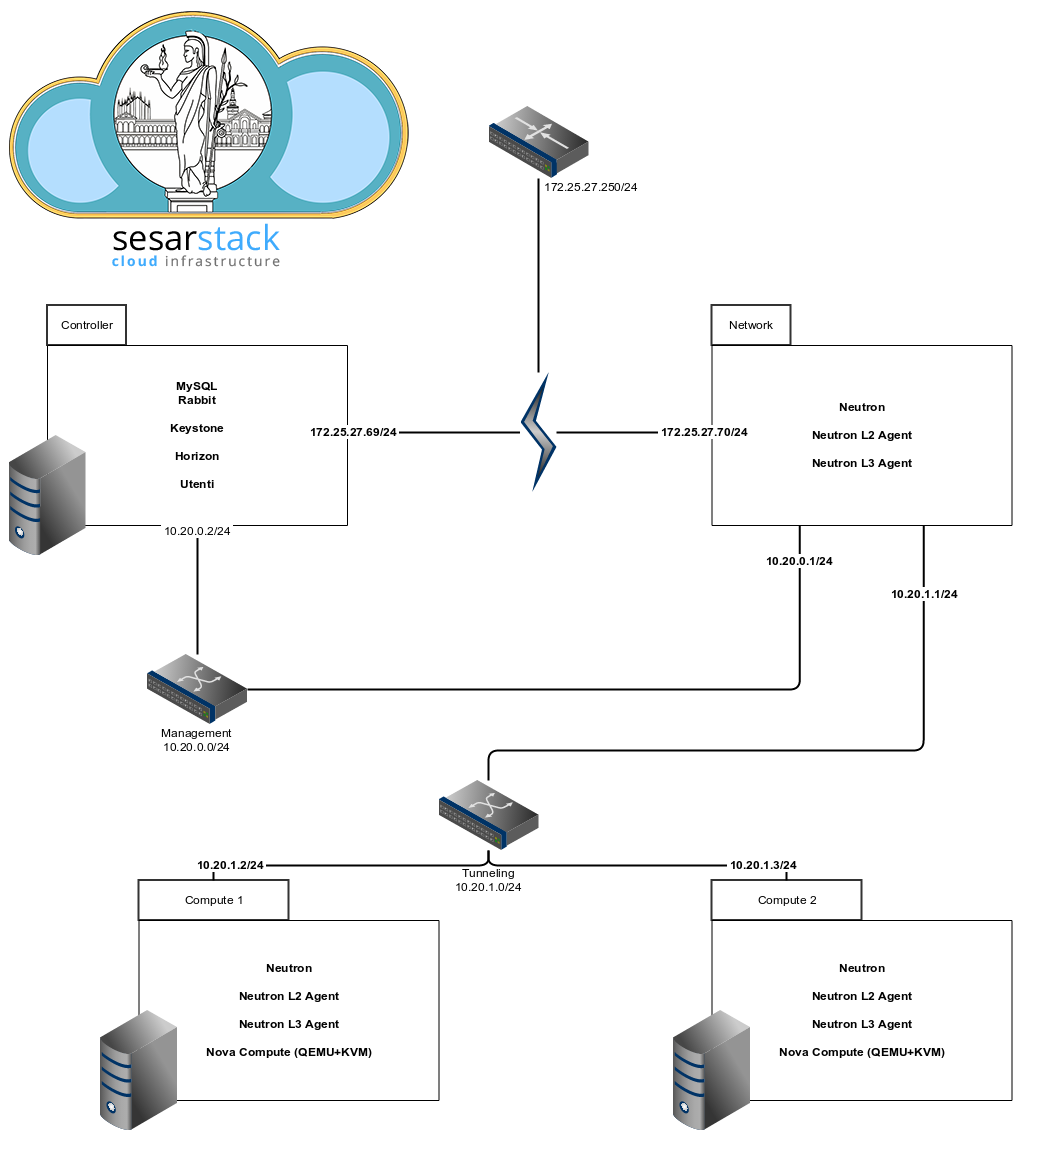 sesarstack
cloud infrastructure
172.25.27.250/24
Controller
MySQL
Rabbit
Keystone
Horizon
Utenti
172.25.27.69/24
10.20.0.2/24
Network
172.25.27.70/24
Neutron
Neutron L2 Agent
Neutron L3 Agent
10.20.0.1/24
10.20.1.1/24
Management
10.20.0.0/24
Tunneling
10.20.1.0/24
10.20.1.2/24
Compute 1
Neutron
Neutron L2 Agent
Neutron L3 Agent
Nova Compute (QEMU+KVM)
10.20.1.3/24
Compute 2
Neutron
Neutron L2 Agent
Neutron L3 Agent
Nova Compute (QEMU+KVM)